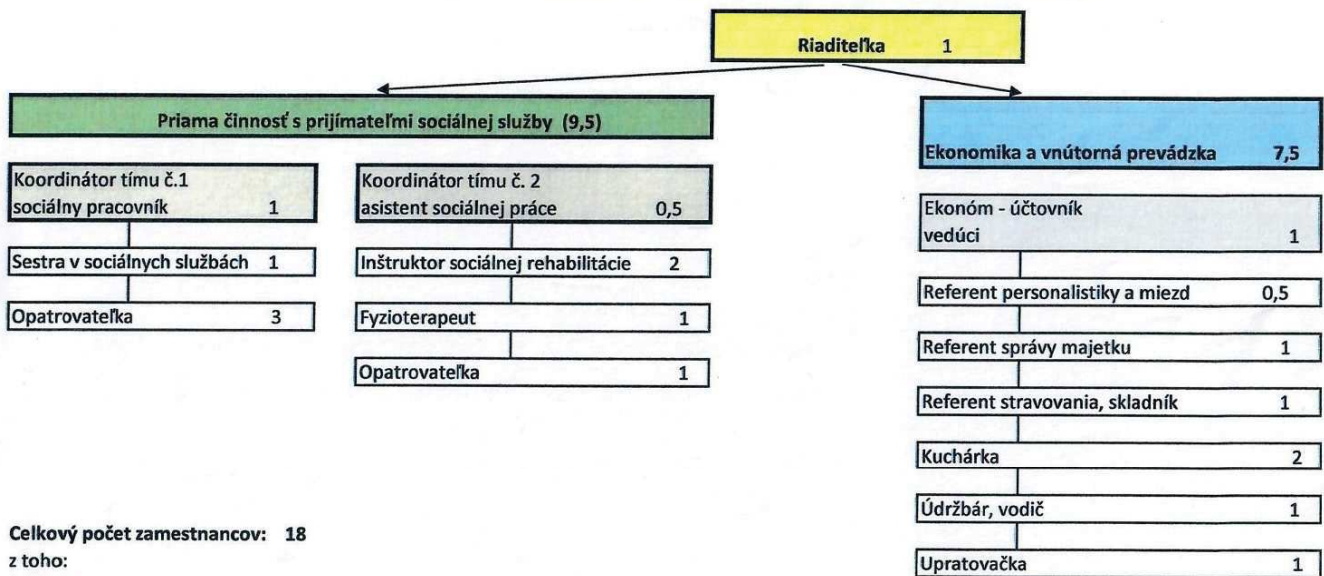 Riaditeľka 1
Priama činnosť s prijímateľmi sociálnej služby (9,5)
Koordinátor tímu č.1
sociálny pracovník 1
Sestra v sociálnych službách 1
Opatrovateľka 3
Koordinátor tímu č. 2
asistent sociálnej práce 0,5
Inštruktor sociálnej rehabilitácie 2
Fyzioterapeut 1
Opatrovateľka 1
Ekonomika a vnútorná prevádzka 7,5
Ekonóm - účtovník
vedúci 1
Referent personalistiky a miezd 0,5
Referent správy majetku 1
Referent stravovania, skladník 1
Kuchárka 2
Údržbár, vodič 1
Upratovačka 1
Celkový počet zamestnancov: 18
z toho: